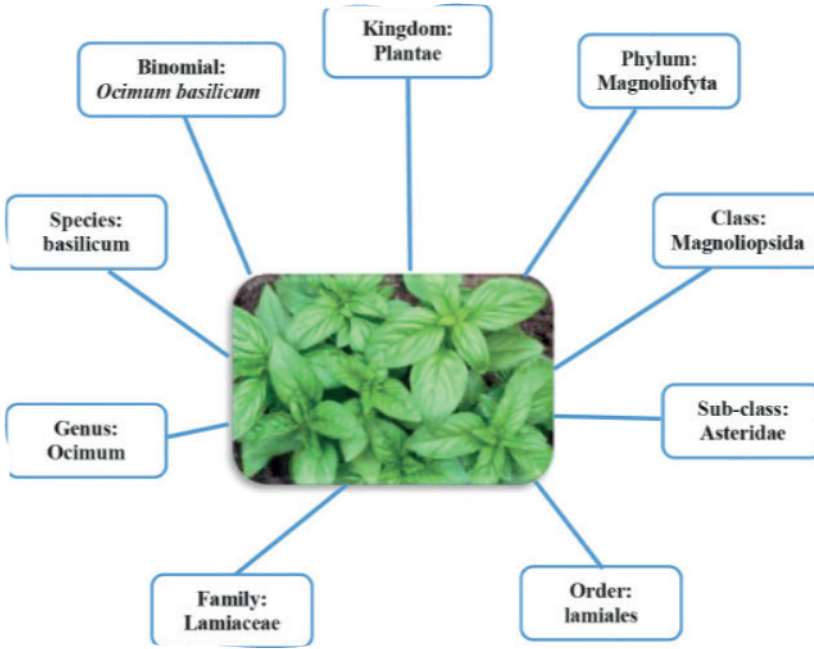 Kingdom:
Plantae
Phylum:
Magnoliofyta
Class:
Magnoliopsida
Sub-class:
Asteridae
Order:
lamiales
Family:
Lamiaceae
Genus:
Ocimum
Species:
basilicum
Binomial:
Ocimum basilicum